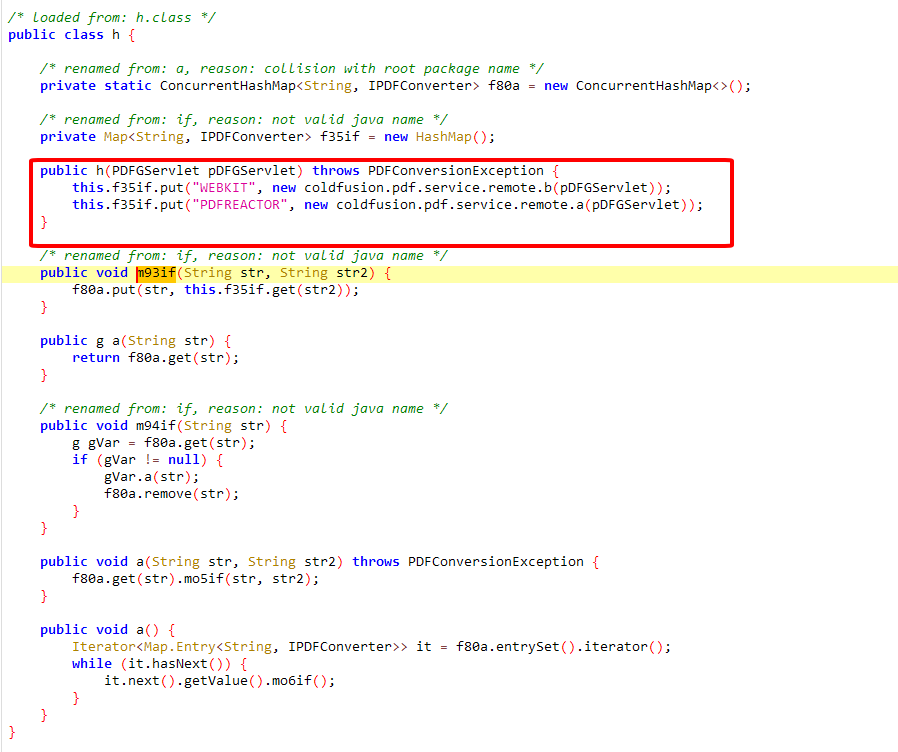 /* loaded from: h.class */
public class h {
/* renamed from: a, reason: collision with root package name */
private static ConcurrentHashMap<String, IPDFConverter> f80a = new ConcurrentHashMap<>();
/* renamed from: if, reason: not valid java name */
private Map<String, IPDFConverter> f35if = new HashMap();
public h(PDFGServlet pDFGServlet) throws PDFConversionException {
this.f35if.put("WEBKIT", new coldfusion.pdf.service.remote.b(pDFGServlet));
this.f35if.put("PDFREACTOR", new coldfusion.pdf.service.remote.a(pDFGServlet));
}
/* renamed from: if, reason: not valid java name */
public void m93if(String str, String str2) {
f80a.put(str, this.f35if.get(str2));
}
public g a(String str) {
return f80a.get(str);
}
/* renamed from: if, reason: not valid java name */
public void m94if(String str) {
g gVar = f80a.get(str);
if (gVar != null) {
gVar.a(str);
f80a.remove(str);
}
}
public void a(String str, String str2) throws PDFConversionException {
f80a.get(str).mo5if(str, str2);
}
public void a() {
Iterator<Map.Entry<String, IPDFConverter>> it = f80a.entrySet().iterator();
while (it.hasNext()) {
it.next().getValue().mo6if();
}
}
}